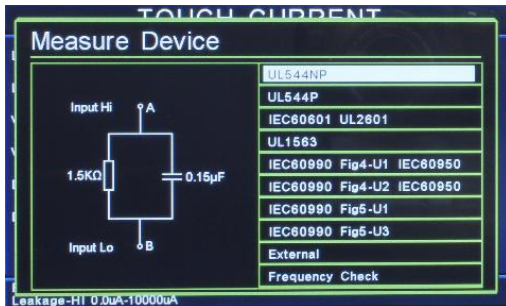 TOUCH CURRENT
Measure Device
UL544NP
UL544P
Input Hi
A
IEC60601 UL2601
UL1563
IEC60990 Fig4-U1 IEC60950
1.5KΩ
0.15µF
IEC60990 Fig4-U2 IEC60950
IEC60990 Fig5-U1
IEC60990 Fig5-U3
Input Lo
B
External
Frequency Check
Leakage-HI 0.0uA-10000uA